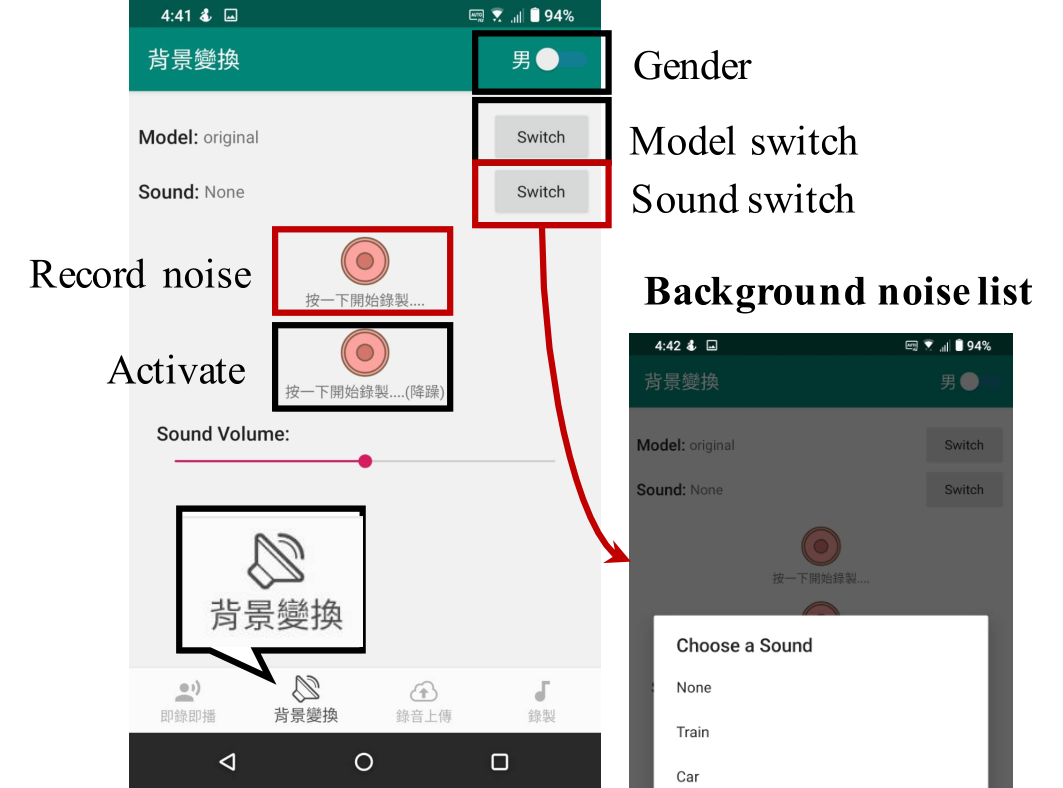 4:41
94%
背景變換
男
Gender
Model: original
Switch
Model switch
Sound: None
Switch
Sound switch
Record noise
按一下開始錄製....
Activate
按一下開始錄製....(降躁)
Sound Volume:
背景變換
即錄即播
背景變換
錄音上傳
錄製
Background noise list
4:42
94%
背景變換
男
Model: original
Switch
Sound: None
Switch
按一下開始錄製....
Choose a Sound
None
Train
Car